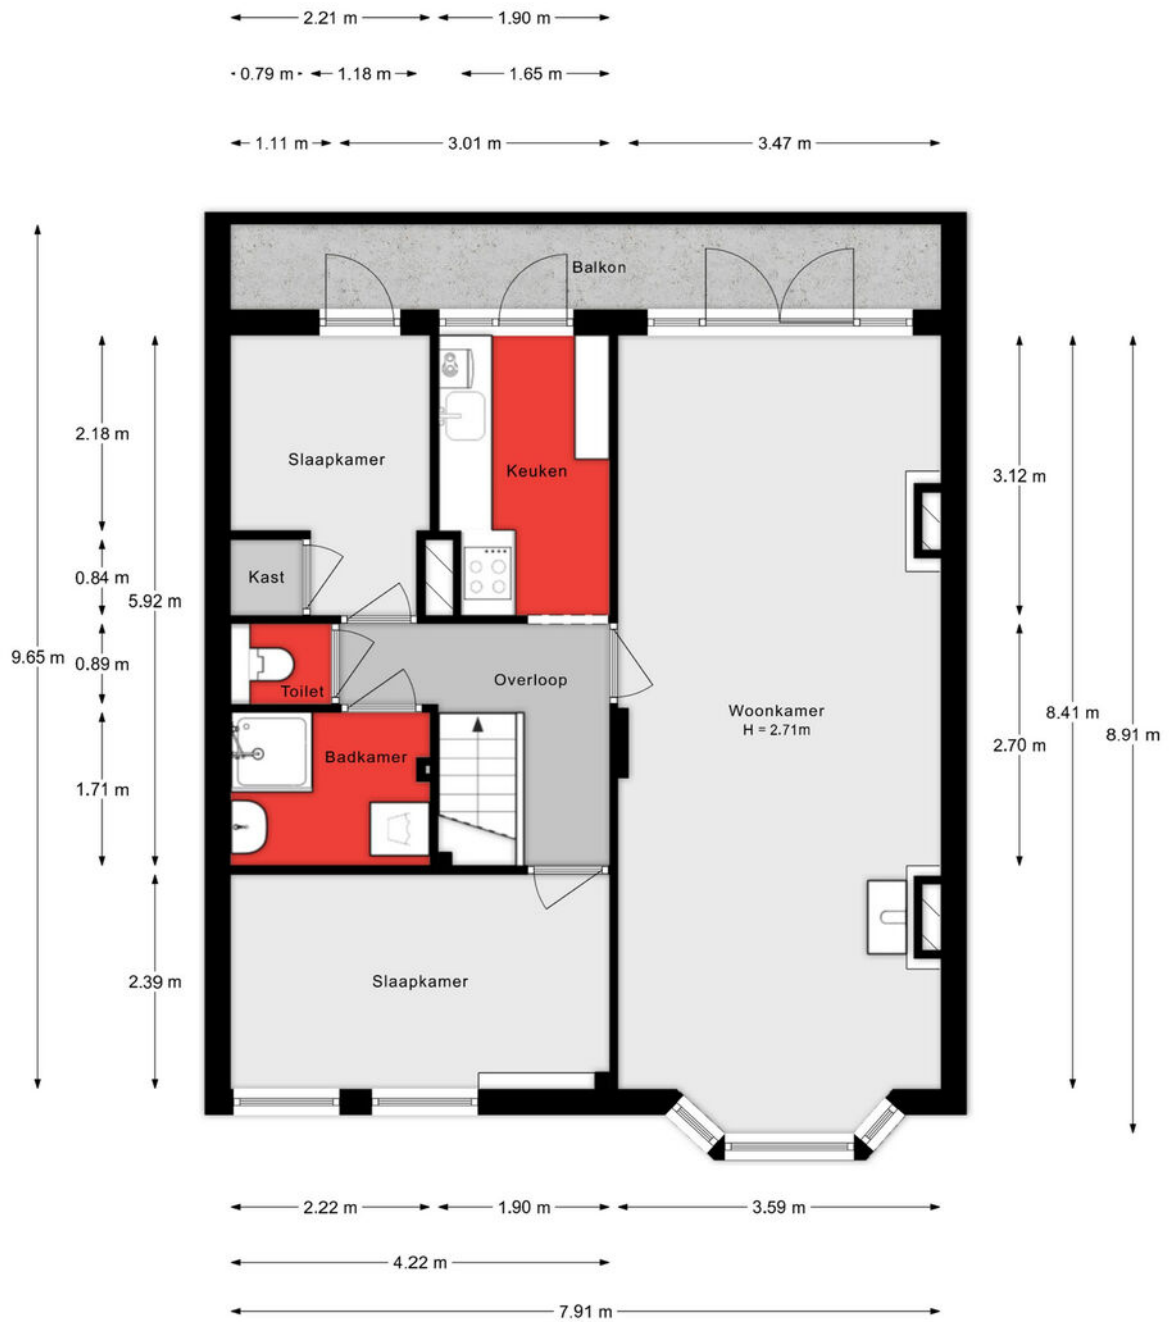 2.21 m 1.90 m
0.79 m 1.18 m 1.65 m
1.11 m 3.01 m 3.47 m
Balkon
2.18 m
Slaapkamer
Keuken
3.12 m
0.84 m
Kast
5.92 m
9.65 m
0.89 m
Toilet
Overloop
Woonkamer
H = 2.71m
8.41 m
8.91 m
2.70 m
Badkamer
1.71 m
2.39 m
Slaapkamer
2.22 m 1.90 m 3.59 m
4.22 m
7.91 m